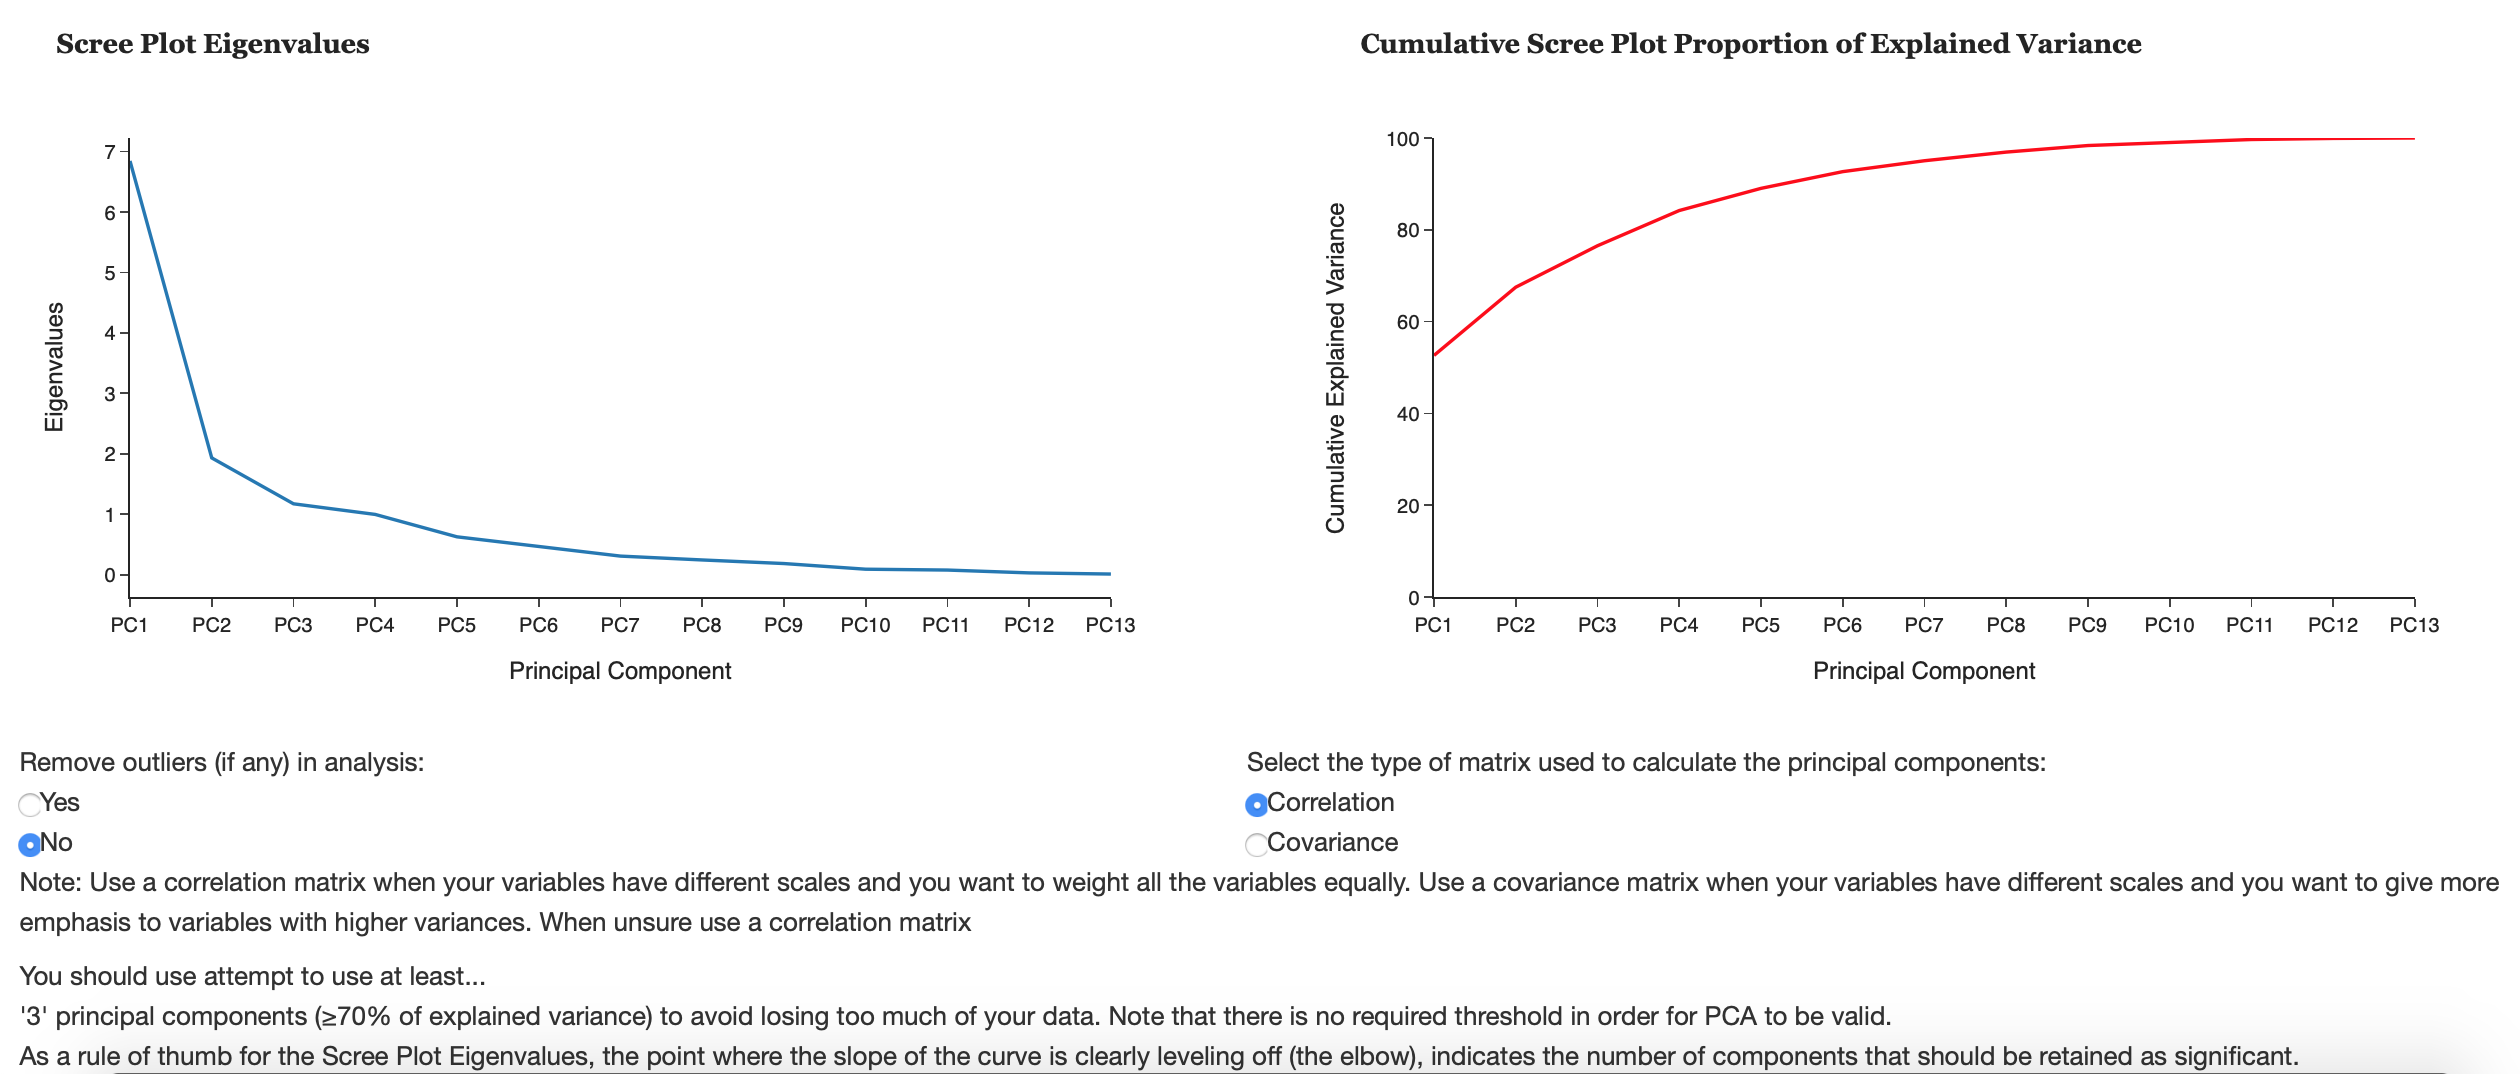 Scree Plot Eigenvalues
7
6
5
4
3
2
1
0
Eigenvalues
PC1 PC2 PC3 PC4 PC5 PC6 PC7 PC8 PC9 PC10 PC11 PC12 PC13
Principal Component
Cumulative Scree Plot Proportion of Explained Variance
100
80
60
40
20
0
Cumulative Explained Variance
PC1 PC2 PC3 PC4 PC5 PC6 PC7 PC8 PC9 PC10 PC11 PC12 PC13
Principal Component
Remove outliers (if any) in analysis:
Yes
No
Select the type of matrix used to calculate the principal components:
Correlation
Covariance
Note: Use a correlation matrix when your variables have different scales and you want to weight all the variables equally. Use a covariance matrix when your variables have different scales and you want to give more
emphasis to variables with higher variances. When unsure use a correlation matrix
You should use attempt to use at least...
'3' principal components (≥70% of explained variance) to avoid losing too much of your data. Note that there is no required threshold in order for PCA to be valid.
As a rule of thumb for the Scree Plot Eigenvalues, the point where the slope of the curve is clearly leveling off (the elbow), indicates the number of components that should be retained as significant.